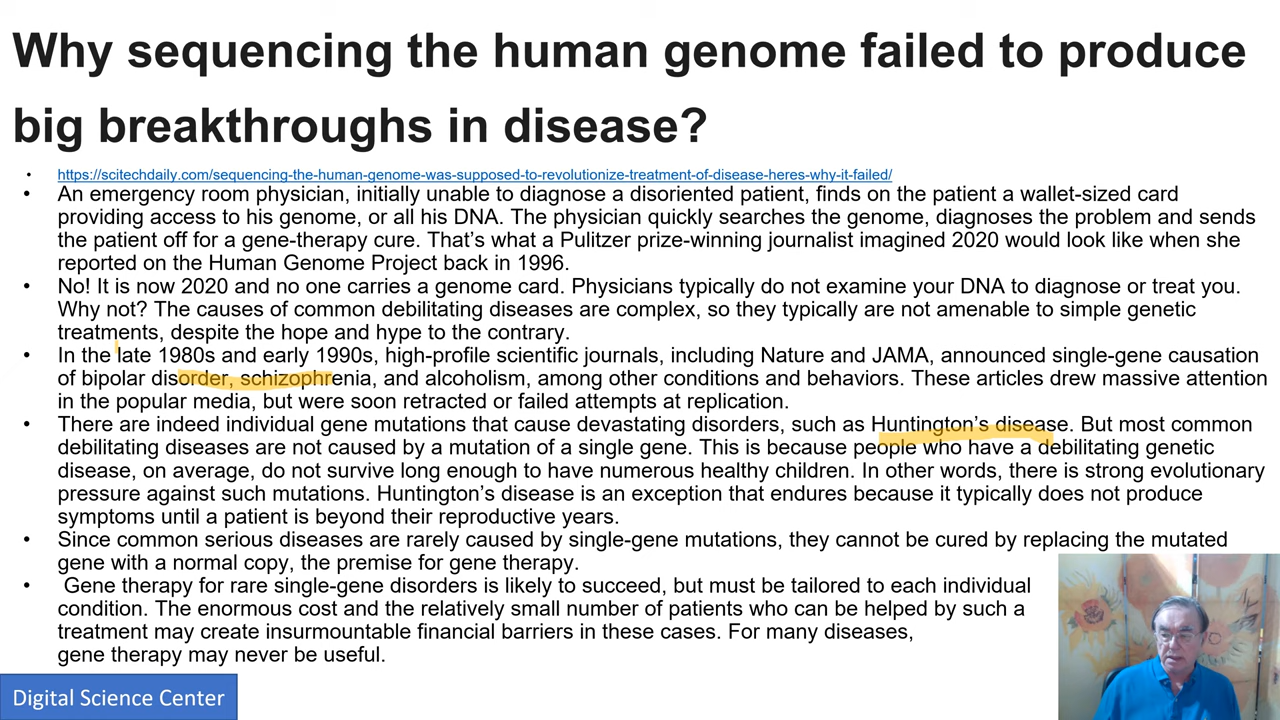 Why sequencing the human genome failed to produce
big breakthroughs in disease?
• https://scitechdaily.com/sequencing-the-human-genome-was-supposed-to-revolutionize-treatment-of-disease-heres-why-it-failed/
• An emergency room physician, initially unable to diagnose a disoriented patient, finds on the patient a wallet-sized card
providing access to his genome, or all his DNA. The physician quickly searches the genome, diagnoses the problem and sends
the patient off for a gene-therapy cure. That's what a Pulitzer prize-winning journalist imagined 2020 would look like when she
reported on the Human Genome Project back in 1996.
• No! It is now 2020 and no one carries a genome card. Physicians typically do not examine your DNA to diagnose or treat you.
Why not? The causes of common debilitating diseases are complex, so they typically are not amenable to simple genetic
treatments, despite the hope and hype to the contrary.
• In the late 1980s and early 1990s, high-profile scientific journals, including Nature and JAMA, announced single-gene causation
of bipolar disorder, schizophrenia, and alcoholism, among other conditions and behaviors. These articles drew massive attention
in the popular media, but were soon retracted or failed attempts at replication.
• There are indeed individual gene mutations that cause devastating disorders, such as Huntington's disease. But most common
debilitating diseases are not caused by a mutation of a single gene. This is because people who have a debilitating genetic
disease, on average, do not survive long enough to have numerous healthy children. In other words, there is strong evolutionary
pressure against such mutations. Huntington's disease is an exception that endures because it typically does not produce
symptoms until a patient is beyond their reproductive years.
• Since common serious diseases are rarely caused by single-gene mutations, they cannot be cured by replacing the mutated
gene with a normal copy, the premise for gene therapy.
• Gene therapy for rare single-gene disorders is likely to succeed, but must be tailored to each individual
condition. The enormous cost and the relatively small number of patients who can be helped by such a
treatment may create insurmountable financial barriers in these cases. For many diseases,
gene therapy may never be useful.
Digital Science Center